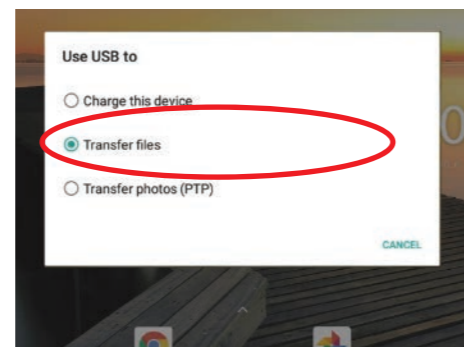 Use USB to
Charge this device
Transfer files
Transfer photos (PTP)
CANCEL